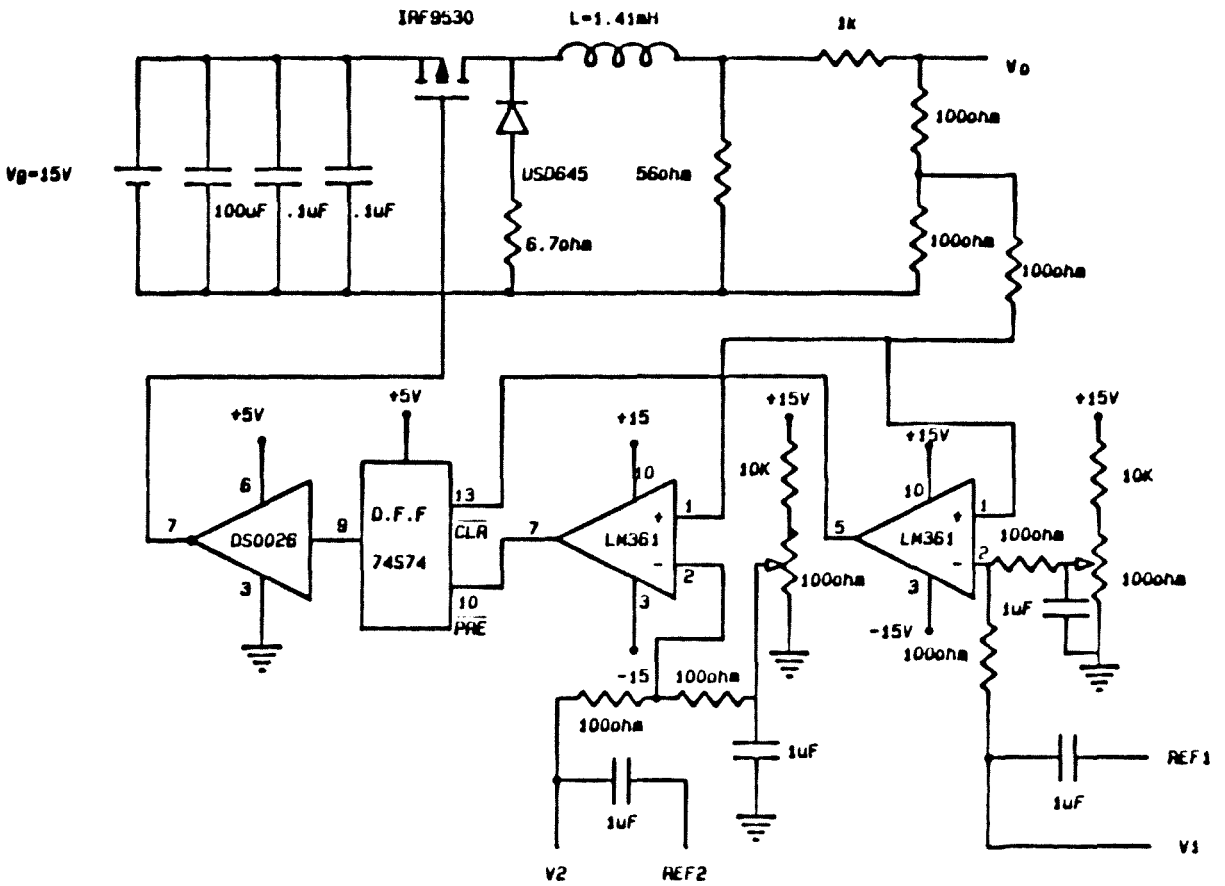 IRF9530
L=1.41mH
1k
Vo
100ohm
Vg=15V
100uF
.1uF
.1uF
USD645
56ohm
6.7ohm
100ohm
100ohm
+5V
+5V
+15
+15V
+15V
+15V
10K
10K
6
7
DS0026
3
9
D.F.F
74S74
13
CLR
10
PRE
7
LM361
10
+
1
-
2
3
-15
100ohm
5
LM361
10
+
1
-
2
3
-15V
100ohm
100ohm
1uF
100ohm
100ohm
100ohm
1uF
1uF
V2
REF2
REF1
1uF
V1